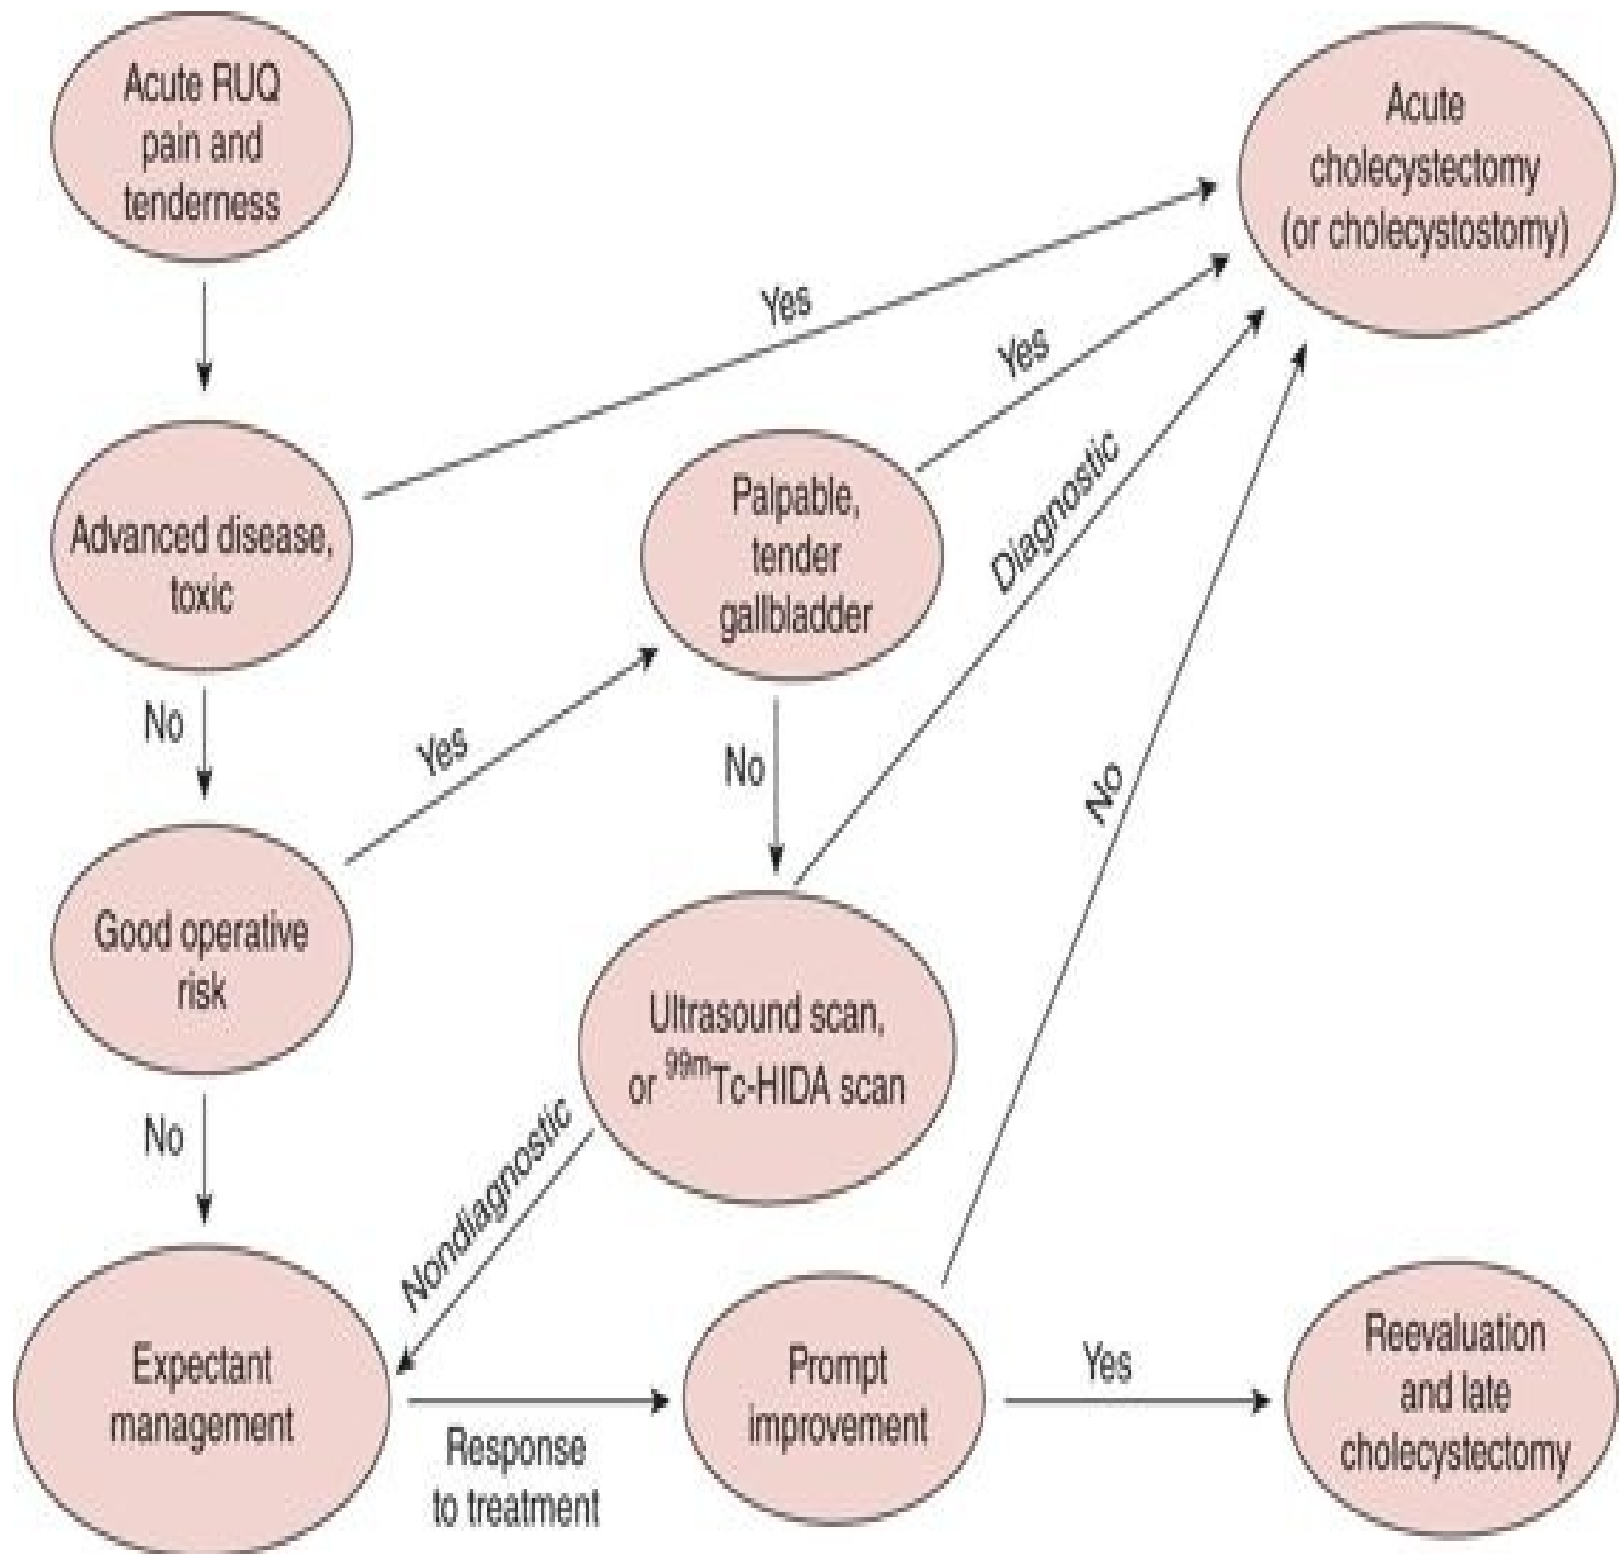 Acute RUQ
pain and
tenderness
Acute
cholecystectomy
(or cholecystostomy)
Yes
Yes
Advanced disease,
toxic
Palpable,
tender
gallbladder
Diagnostic
No
Yes
No
No
Good operative
risk
Ultrasound scan,
or 99mTc-HIDA scan
No
Nondiagnostic
Expectant
management
Response
to treatment
Prompt
improvement
Yes
Reevaluation
and late
cholecystectomy